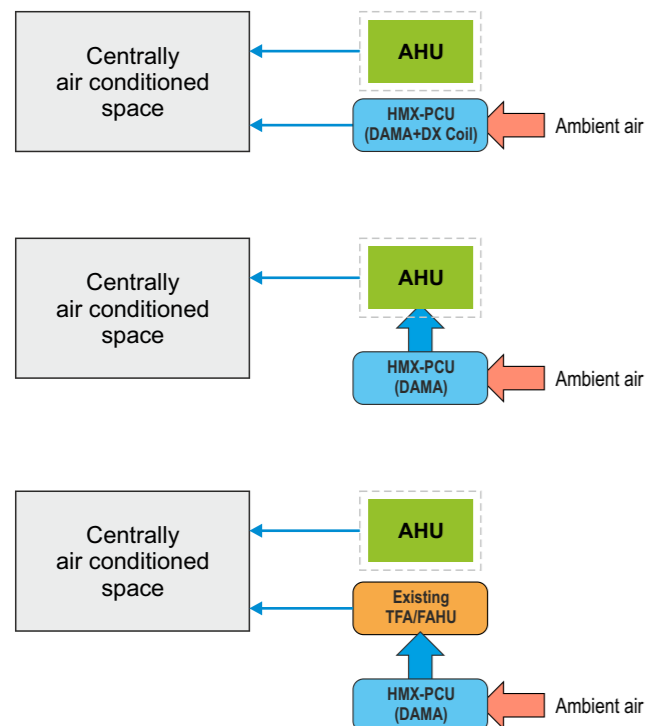 Centrally
air conditioned
space
AHU
HMX-PCU
(DAMA+DX Coil)
Ambient air
Centrally
air conditioned
space
AHU
HMX-PCU
(DAMA)
Ambient air
Centrally
air conditioned
space
AHU
Existing
TFA/FAHU
HMX-PCU
(DAMA)
Ambient air